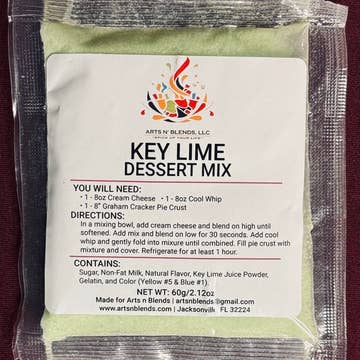 ARTS N' BLENDS, LLC
"SPICE UP YOUR LIFE"
KEY LIME
DESSERT MIX
YOU WILL NEED:
• 1 - 8oz Cream Cheese • 1 - 8oz Cool Whip
• 1 - 8" Graham Cracker Pie Crust
DIRECTIONS:
In a mixing bowl, add cream cheese and blend on high until
softened. Add mix and blend on low for 30 seconds. Add cool
whip and gently fold into mixture until combined. Fill pie crust with
mixture and cover. Refrigerate for at least 1 hour.
CONTAINS:
Sugar, Non-Fat Milk, Natural Flavor, Key Lime Juice Powder,
Gelatin, and Color (Yellow #5 & Blue #1).
NET WT: 60g/2.12oz
Made for Arts n Blends | artsnblends@gmail.com
www.artsnblends.com | Jacksonville FL 32224